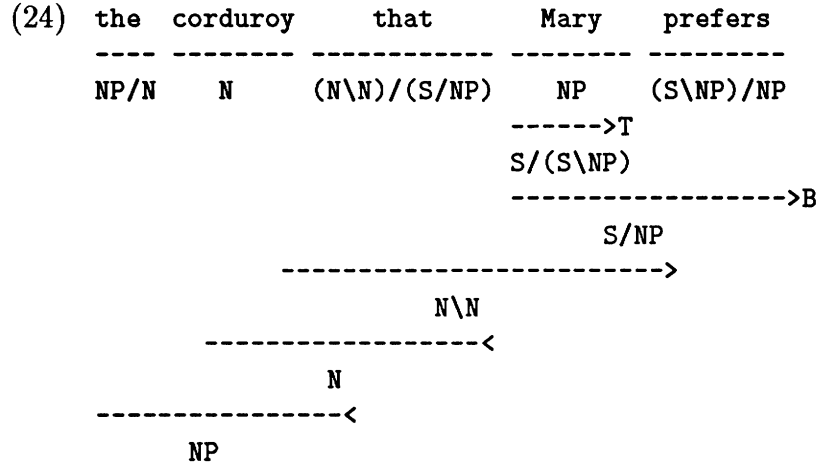 (24) the corduroy that Mary prefers
---- -------- ------------- -------- ---------
NP/N N (N\N)/(S/NP) NP (S\NP)/NP
------>T
S/(S\NP)
------------------>B
S/NP
------------------------->
N\N
------------------<
N
----------------<
NP